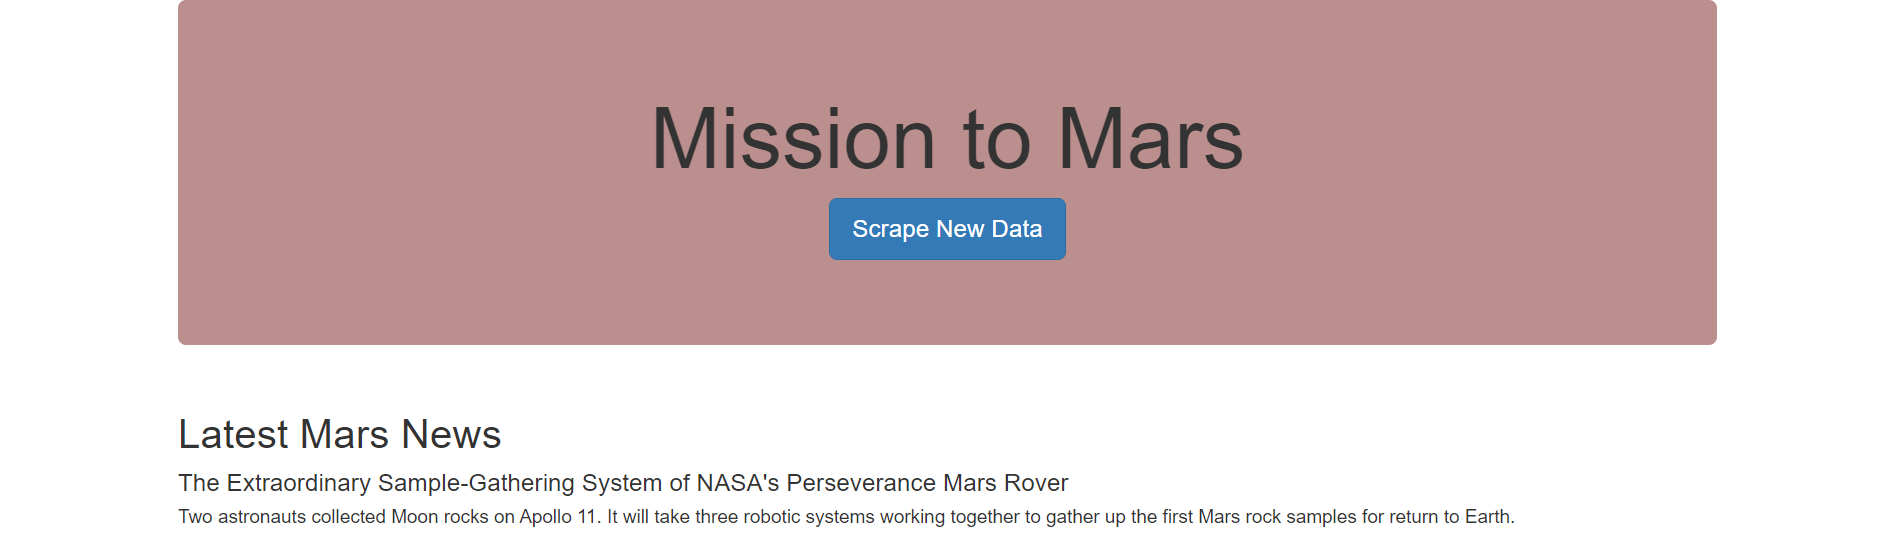 Mission to Mars
Scrape New Data
Latest Mars News
The Extraordinary Sample-Gathering System of NASA's Perseverance Mars Rover
Two astronauts collected Moon rocks on Apollo 11. It will take three robotic systems working together to gather up the first Mars rock samples for return to Earth.